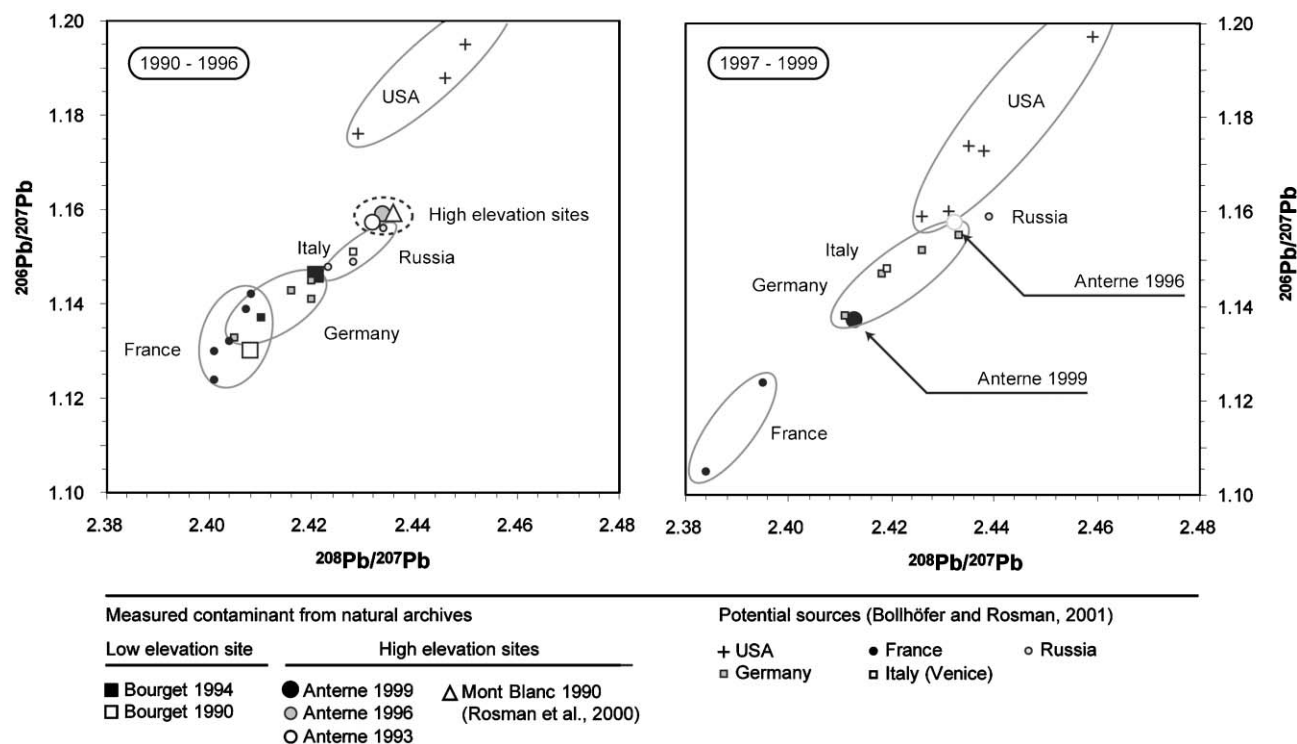 1990 - 1996
1.20
1.18
1.16
1.14
1.12
1.10
206Pb/207Pb
USA
High elevation sites
Italy
Russia
Germany
France
2.38 2.40 2.42 2.44 2.46 2.48
208Pb/207Pb
1997 - 1999
USA
Russia
Italy
Germany
Anterne 1996
Anterne 1999
France
1.20
1.18
1.16
1.14
1.12
1.10
206Pb/207Pb
2.38 2.40 2.42 2.44 2.46 2.48
208Pb/207Pb
Measured contaminant from natural archives
Low elevation site
Bourget 1994
Bourget 1990
High elevation sites
Anterne 1999
Anterne 1996
Anterne 1993
Mont Blanc 1990
(Rosman et al., 2000)
Potential sources (Bollhöfer and Rosman, 2001)
USA France Russia
Germany Italy (Venice)